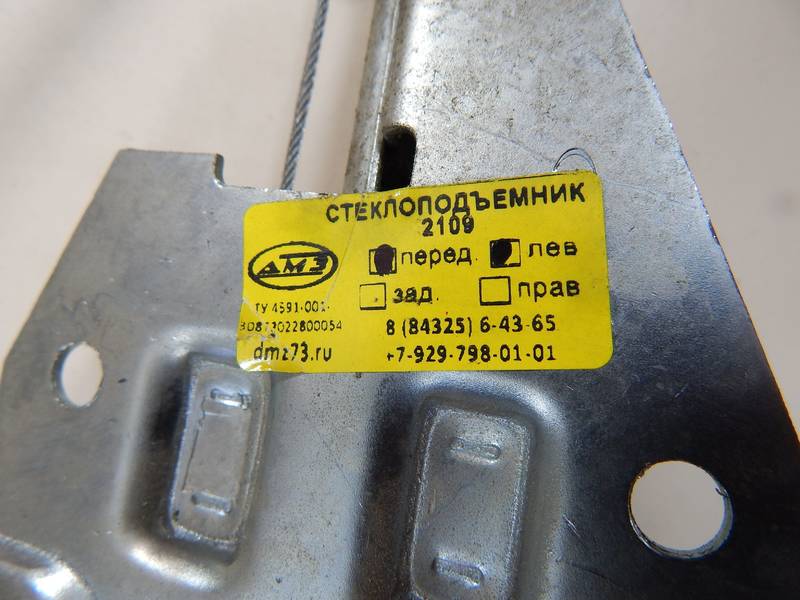 СТЕКЛОПОДЪЕМНИК
2109
ДМЗ
перед. лев
зад. прав
ТУ 4591-001-
30873022800054
8 (84325) 6-43-65
dmz73.ru
+7-929-798-01-01